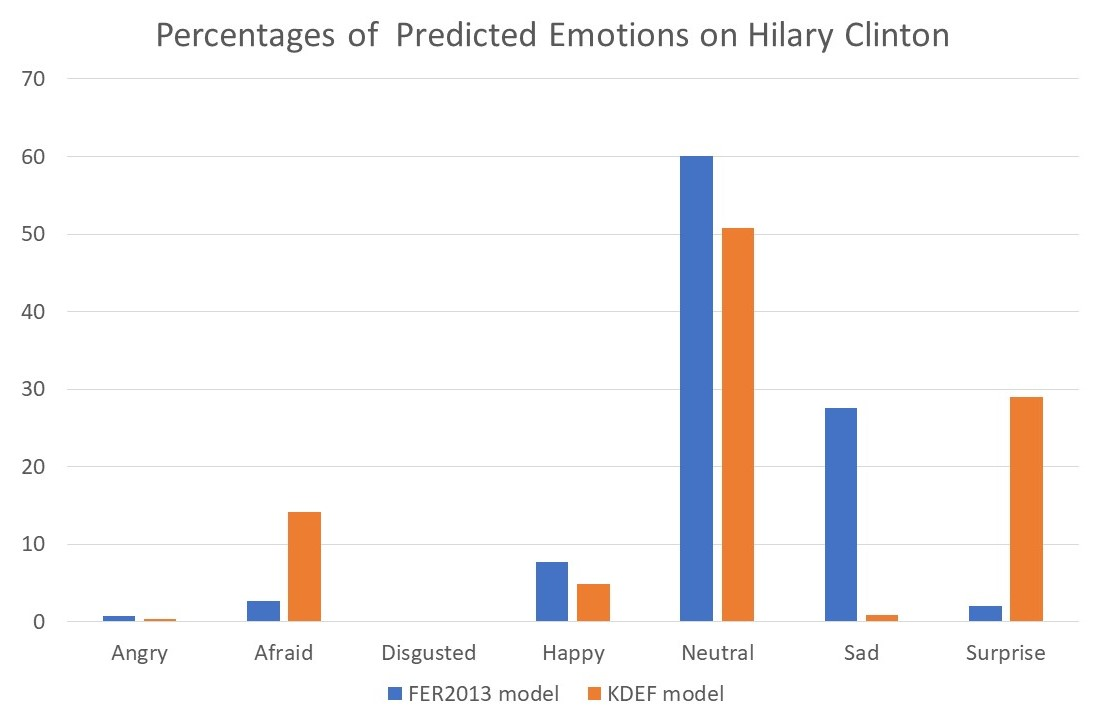 Percentages of  Predicted Emotions on Hilary Clinton
70
60
50
40
30
20
10
0
Angry Afraid Disgusted Happy Neutral Sad Surprise
FER2013 model KDEF model